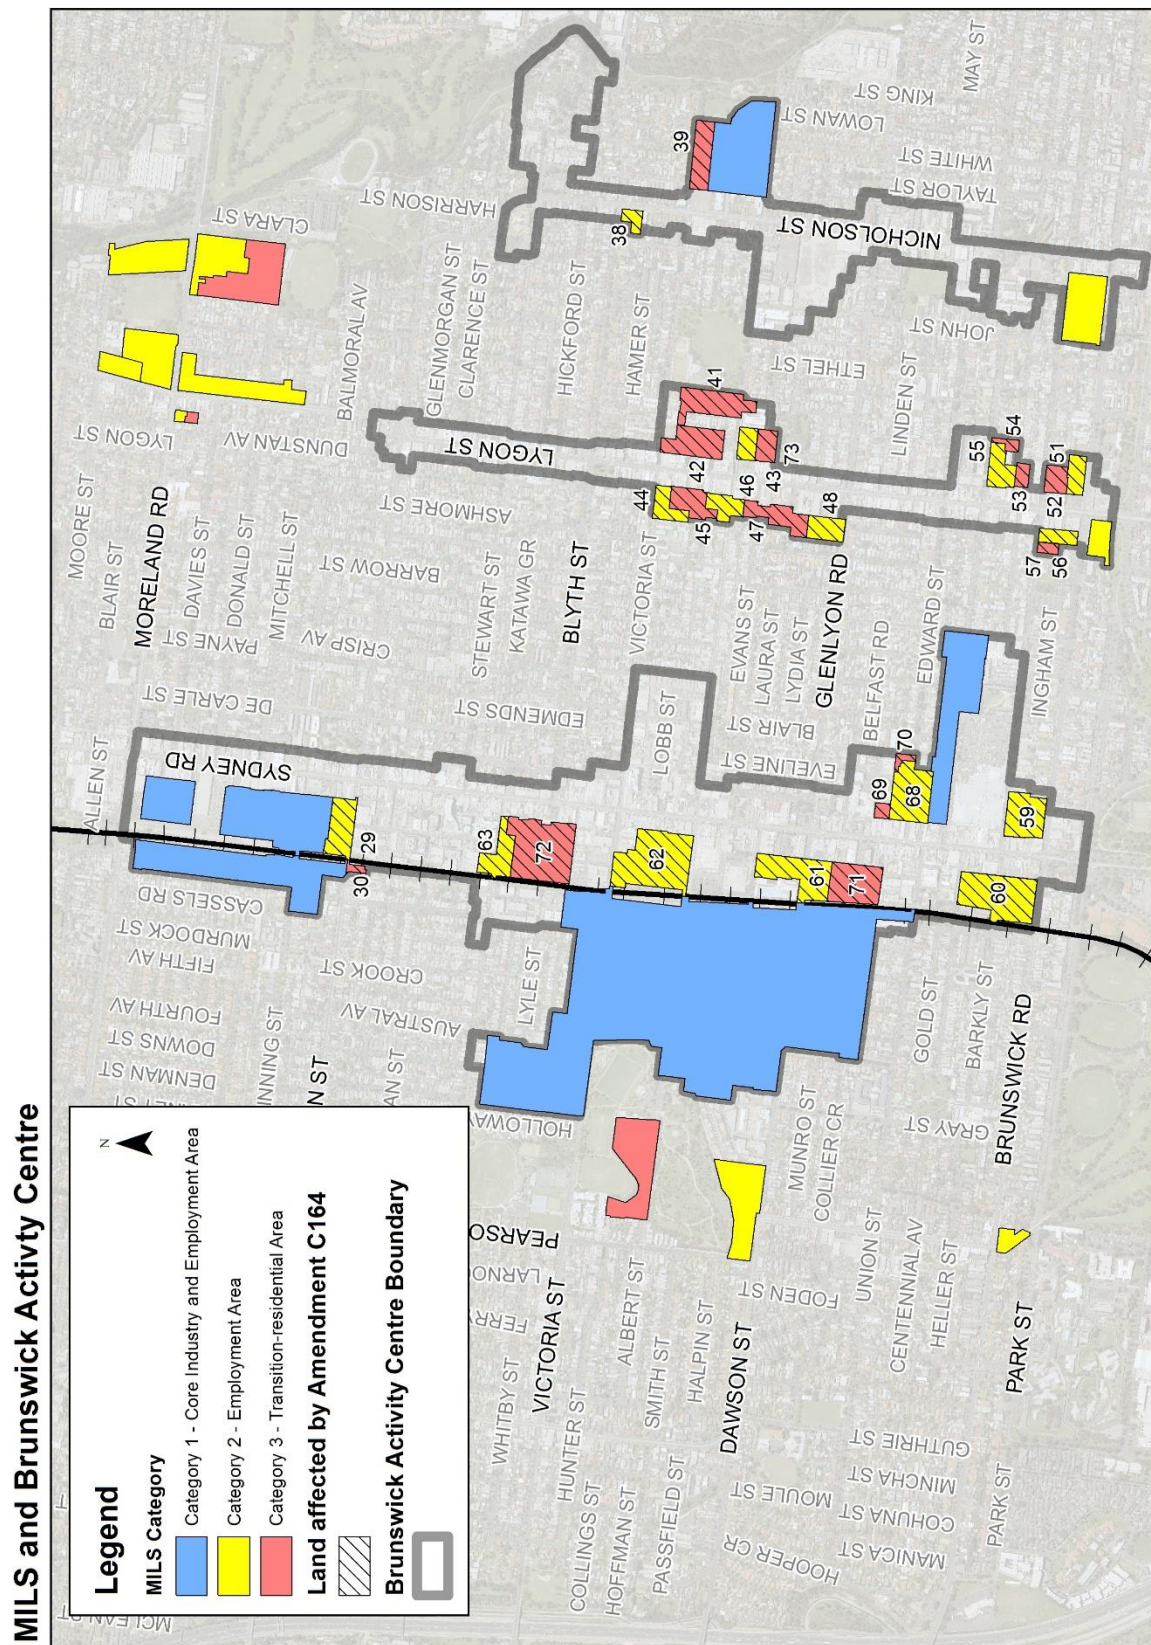 MILS and Brunswick Activty Centre
Legend
N
MILS Category
Category 1 - Core Industry and Employment Area
Category 2 - Employment Area
Category 3 - Transition-residential Area
Land affected by Amendment C164
Brunswick Activity Centre Boundary
MOORE ST
BLAIR ST
MORELAND RD
DAVIES ST
DONALD ST
MITCHELL ST
PAYNE ST
CRISP AV
BARROW ST
ASHMORE ST
LYGON ST
DUNSTAN AV
BALMORAL AV
CLARA ST
HARRISON ST
GLENMORGAN ST
CLARENCE ST
HICKFORD ST
HAMER ST
LYGON ST
ALLEN ST
DE CARLE ST
SYDNEY RD
STEWART ST
KATAWA GR
BLYTH ST
EDMENDS ST
VICTORIA ST
LOBB ST
EVANS ST
LAURA ST
LYDIA ST
GLENLYON RD
BLAIR ST
EVELINE ST
BELFAST RD
EDWARD ST
INGHAM ST
ETHEL ST
LINDEN ST
JOHN ST
NICHOLSON ST
TAYLOR ST
WHITE ST
LOWAN ST
KING ST
MAY ST
CASSELS RD
MURDOCK ST
FIFTH AV
FOURTH AV
DOWNS ST
DENMAN ST
INNING ST
N ST
AN ST
CROOK ST
AUSTRAL AV
LYLE ST
HOLLOWAY
PEARSO
LARNO
FERRY
WHITBY ST
VICTORIA ST
HUNTER ST
COLLINGS ST
HOFFMAN ST
ALBERT ST
SMITH ST
PASSFIELD ST
HALPIN ST
DAWSON ST
FODEN ST
MUNRO ST
COLLIER CR
UNION ST
CENTENNIAL AV
HELLER ST
GOLD ST
BARKLY ST
GRAY ST
BRUNSWICK RD
PARK ST
PARK ST
GUTHRIE ST
MINCHA ST
COHUNA ST
MANICA ST
MOULE ST
HOOPER CR
MCLEAN ST
29
30
38
39
41
42
43
44
45
46
47
48
51
52
53
54
55
56
57
59
60
61
62
63
68
69
70
71
72
73